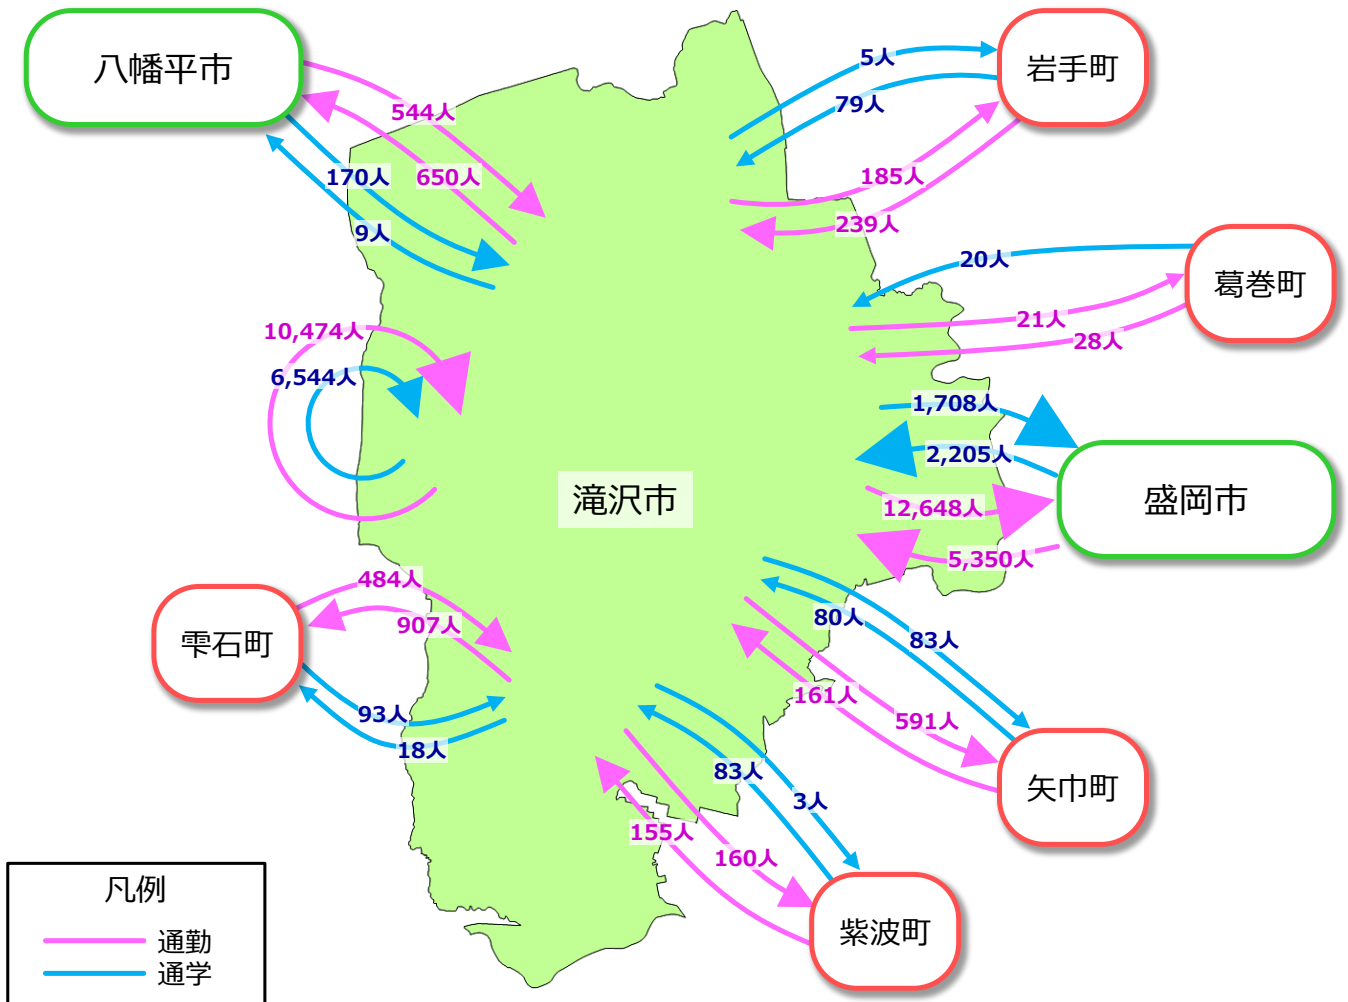 八幡平市
岩手町
5人
79人
544人
650人
170人
9人
185人
239人
葛巻町
20人
21人
28人
10,474人
6,544人
1,708人
2,205人
滝沢市
盛岡市
12,648人
5,350人
484人
907人
雫石町
93人
18人
80人
83人
161人
591人
矢巾町
83人
3人
155人
160人
紫波町
凡例
通勤
通学